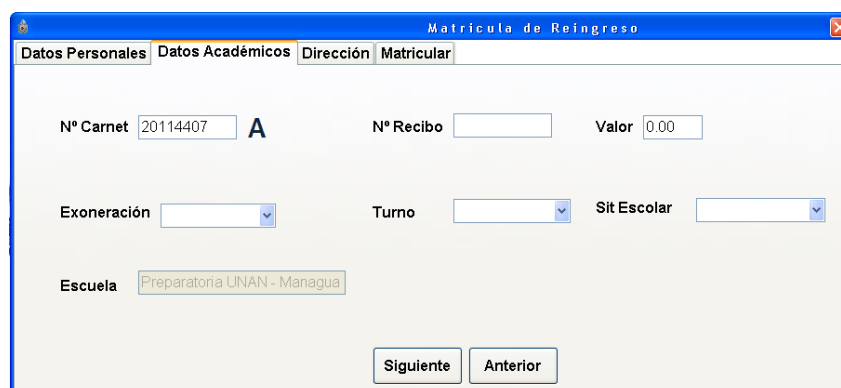 Matricula de Reingreso
Datos Personales Datos Académicos Dirección Matricular
Nº Carnet 20114407 A Nº Recibo Valor 0.00
Exoneración Turno Sit Escolar
Escuela Preparatoria UNAN - Managua
Siguiente Anterior